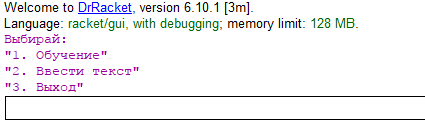 Welcome to DrRacket, version 6.10.1 [3m].
Language: racket/gui, with debugging; memory limit: 128 MB.
Выбирай:
"1. Обучение"
"2. Ввести текст"
"3. Выход"